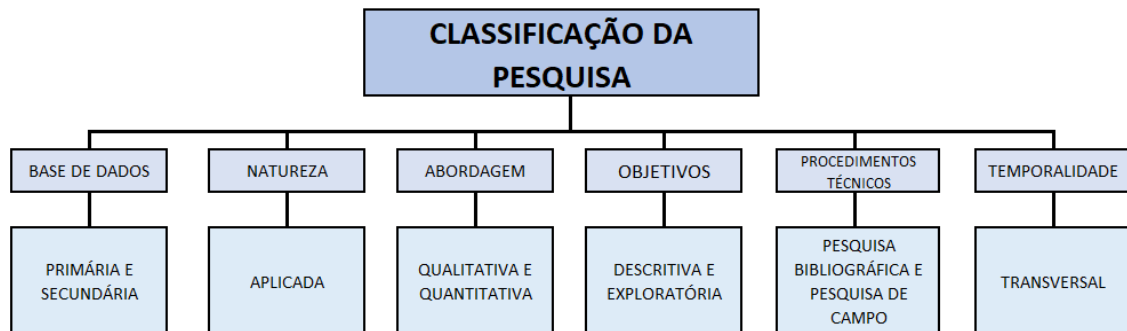 CLASSIFICAÇÃO DA
PESQUISA
BASE DE DADOS
NATUREZA
ABORDAGEM
OBJETIVOS
PROCEDIMENTOS
TÉCNICOS
TEMPORALIDADE
PRIMÁRIA E
SECUNDÁRIA
APLICADA
QUALITATIVA E
QUANTITATIVA
DESCRITIVA E
EXPLORATÓRIA
PESQUISA
BIBLIOGRÁFICA E
PESQUISA DE
CAMPO
TRANSVERSAL